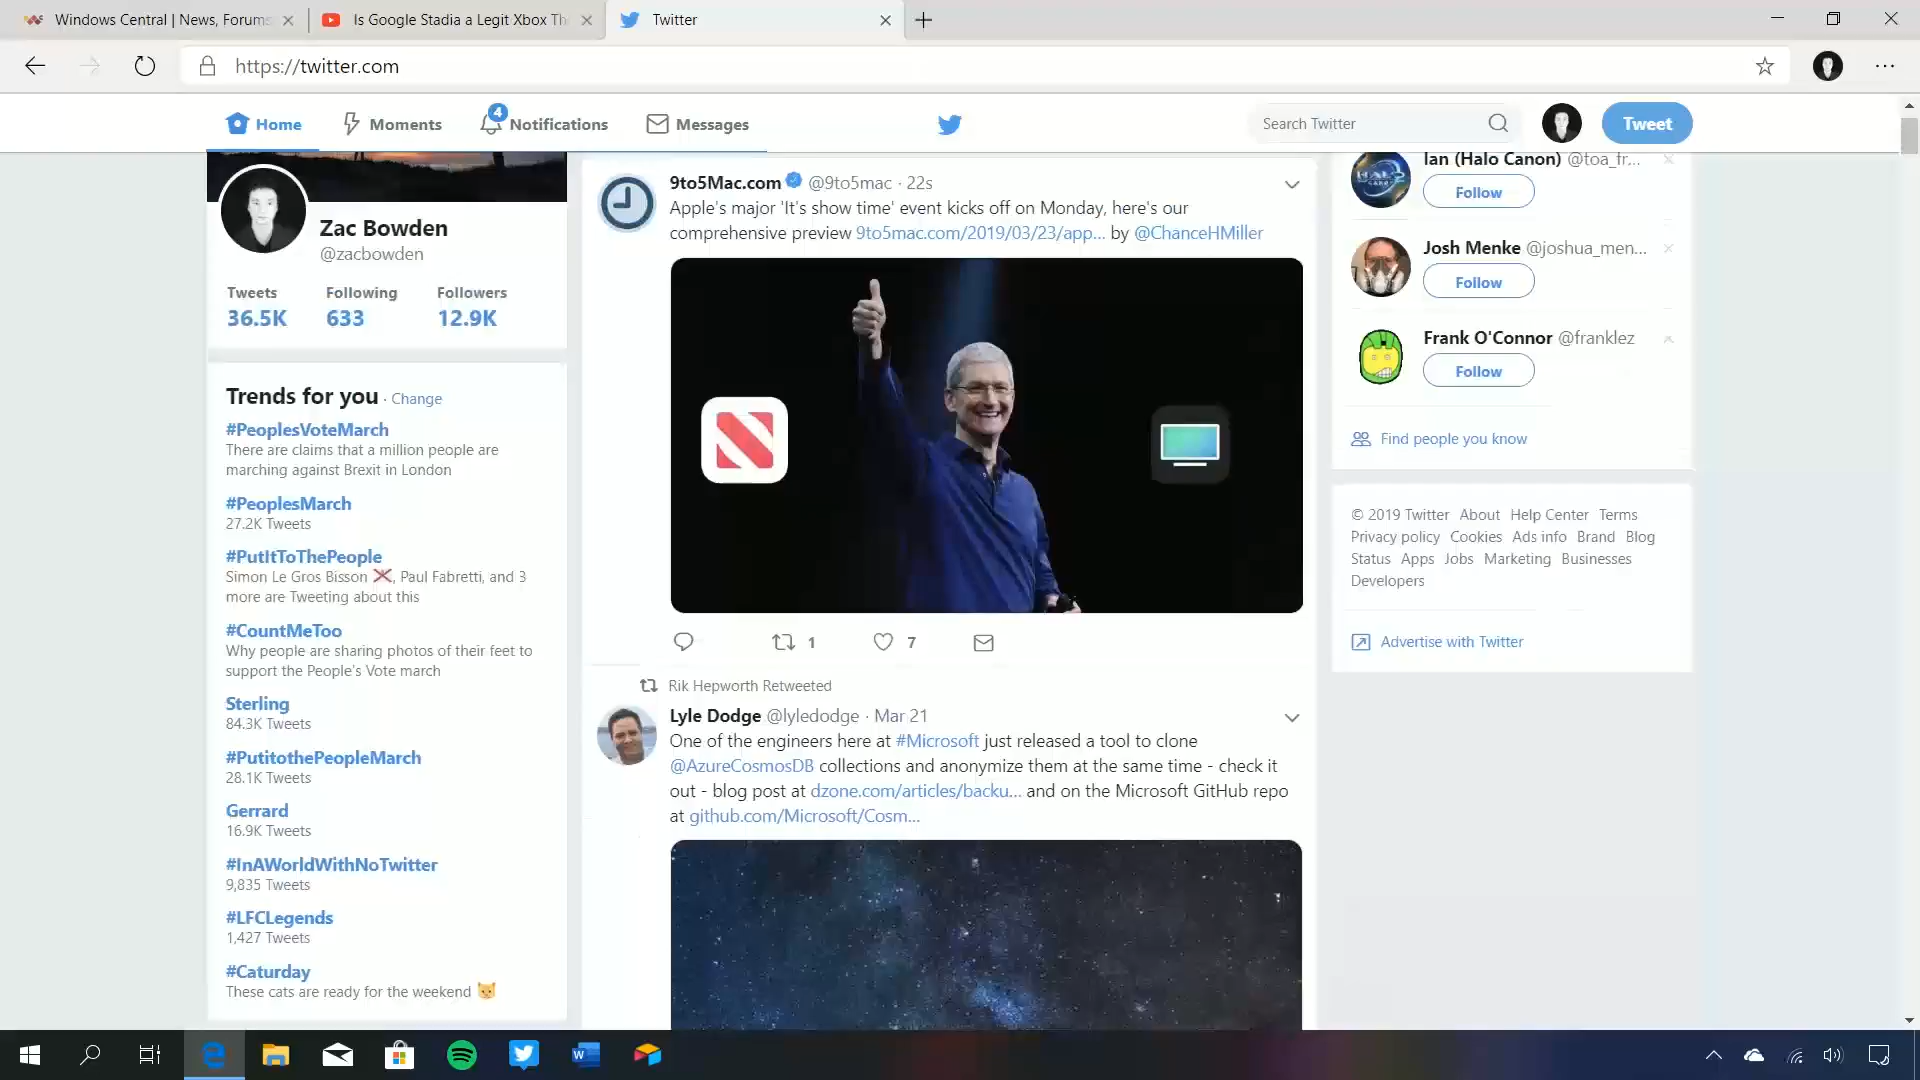 Windows Central | News, Forums
Is Google Stadia a Legit Xbox Th
Twitter
https://twitter.com
Home
Moments
4
Notifications
Messages
Search Twitter
Tweet
Zac Bowden
@zacbowden
Tweets Following Followers
36.5K 633 12.9K
Trends for you · Change
#PeoplesVoteMarch
There are claims that a million people are
marching against Brexit in London
#PeoplesMarch
27.2K Tweets
#PutItToThePeople
Simon Le Gros Bisson ❌, Paul Fabretti, and 3
more are Tweeting about this
#CountMeToo
Why people are sharing photos of their feet to
support the People's Vote march
Sterling
84.3K Tweets
#PutitothePeopleMarch
28.1K Tweets
Gerrard
16.9K Tweets
#InAWorldWithNoTwitter
9,835 Tweets
#LFCLegends
1,427 Tweets
#Caturday
These cats are ready for the weekend 🐱
9to5Mac.com @9to5mac · 22s
Apple's major 'It's show time' event kicks off on Monday, here's our
comprehensive preview 9to5mac.com/2019/03/23/app... by @ChanceHMiller
1
7
Rik Hepworth Retweeted
Lyle Dodge @lyledodge · Mar 21
One of the engineers here at #Microsoft just released a tool to clone
@AzureCosmosDB collections and anonymize them at the same time - check it
out - blog post at dzone.com/articles/backu... and on the Microsoft GitHub repo
at github.com/Microsoft/Cosm...
Ian (Halo Canon) @toa_fr...
Follow
Josh Menke @joshua_men...
Follow
Frank O'Connor @franklez
Follow
Find people you know
© 2019 Twitter About Help Center Terms
Privacy policy Cookies Ads info Brand Blog
Status Apps Jobs Marketing Businesses
Developers
Advertise with Twitter